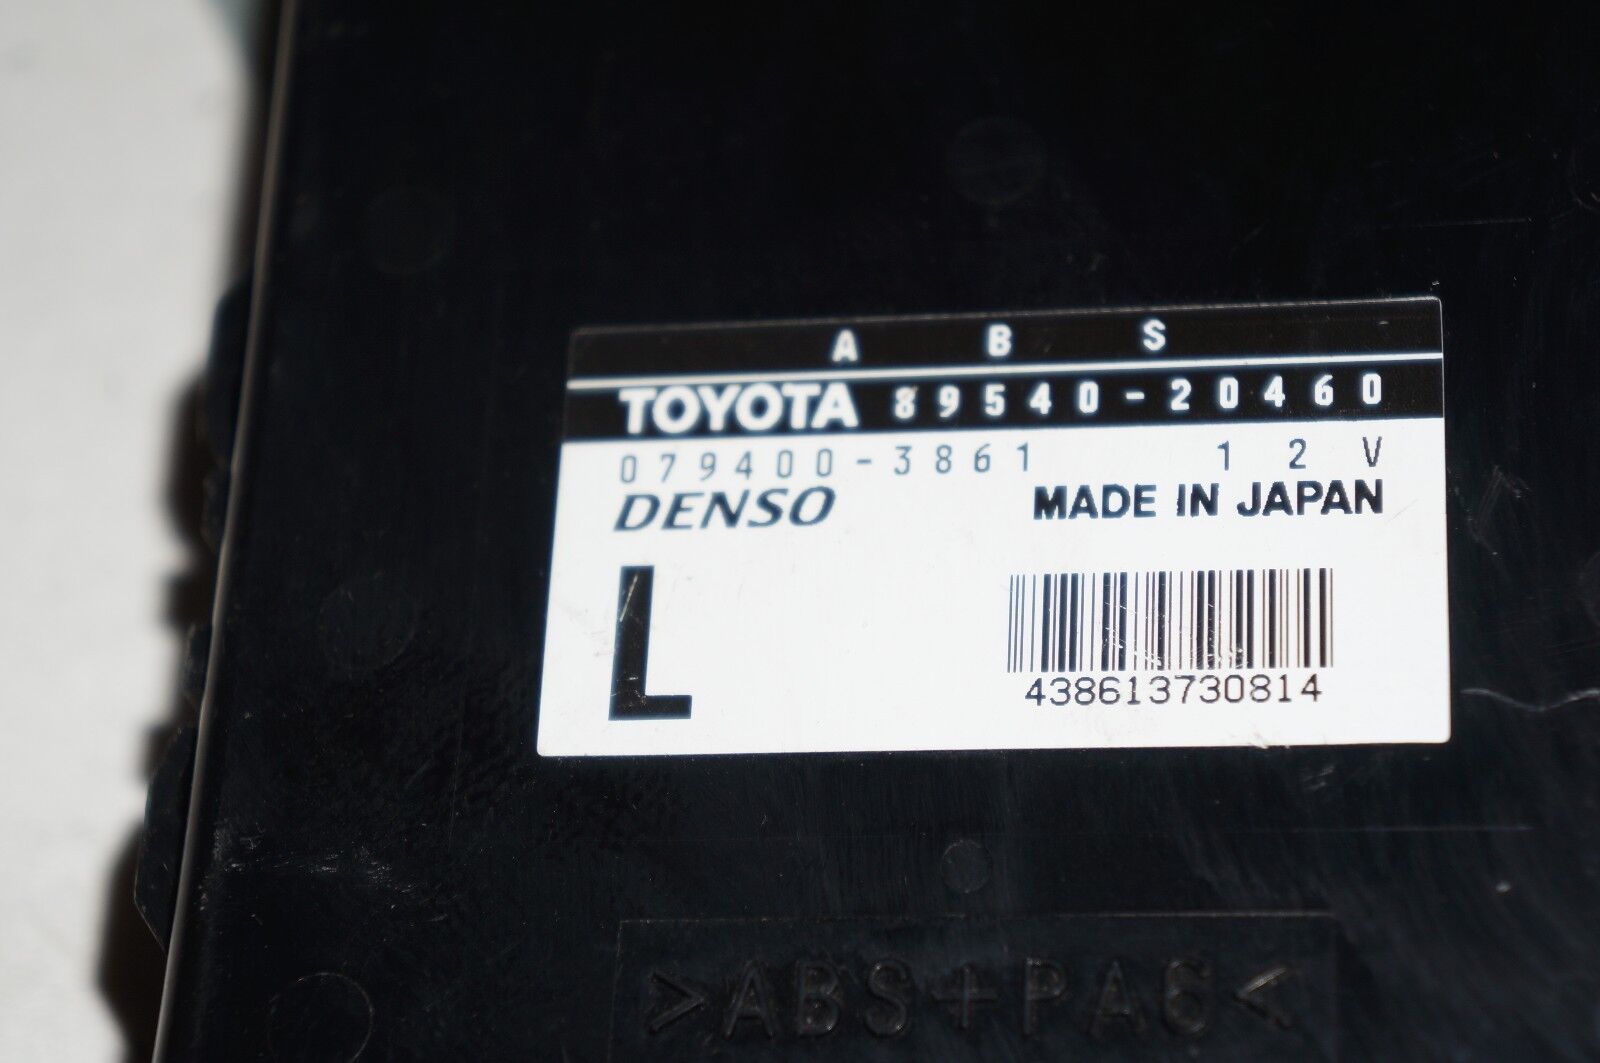 A B S
TOYOTA 89540-20460
079400-3861 12V
DENSO MADE IN JAPAN
L
438613730814
>ABS+PA6<